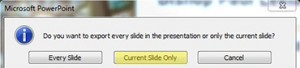 Microsoft PowerPoint
Do you want to export every slide in the presentation or only the current slide?
Every Slide
Current Slide Only
Cancel